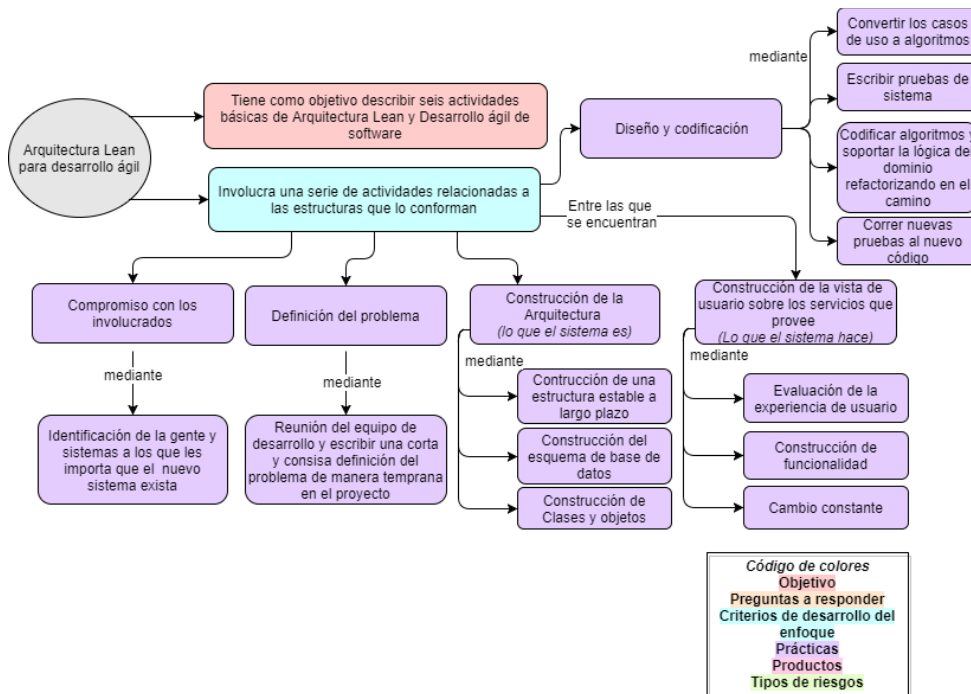 Arquitectura Lean
para desarrollo ágil
Tiene como objetivo describir seis actividades
básicas de Arquitectura Lean y Desarrollo ágil de
software
Involucra una serie de actividades relacionadas a
las estructuras que lo conforman
Diseño y codificación
mediante
Convertir los casos
de uso a algoritmos
Escribir pruebas de
sistema
Codificar algoritmos y
soportar la lógica del
dominio
refactorizando en el
camino
Correr nuevas
pruebas al nuevo
código
Entre las que
se encuentran
Compromiso con los
involucrados
mediante
Identificación de la gente y
sistemas a los que les
importa que el nuevo
sistema exista
Definición del problema
mediante
Reunión del equipo de
desarrollo y escribir una corta
y consisa definición del
problema de manera temprana
en el proyecto
Construcción de la
Arquitectura
(lo que el sistema es)
mediante
Contrucción de una
estructura estable a
largo plazo
Construcción del
esquema de base de
datos
Construcción de
Clases y objetos
Construcción de la vista de
usuario sobre los servicios que
provee
(Lo que el sistema hace)
mediante
Evaluación de la
experiencia de usuario
Construcción de
funcionalidad
Cambio constante
Código de colores
Objetivo
Preguntas a responder
Criterios de desarrollo del
enfoque
Prácticas
Productos
Tipos de riesgos